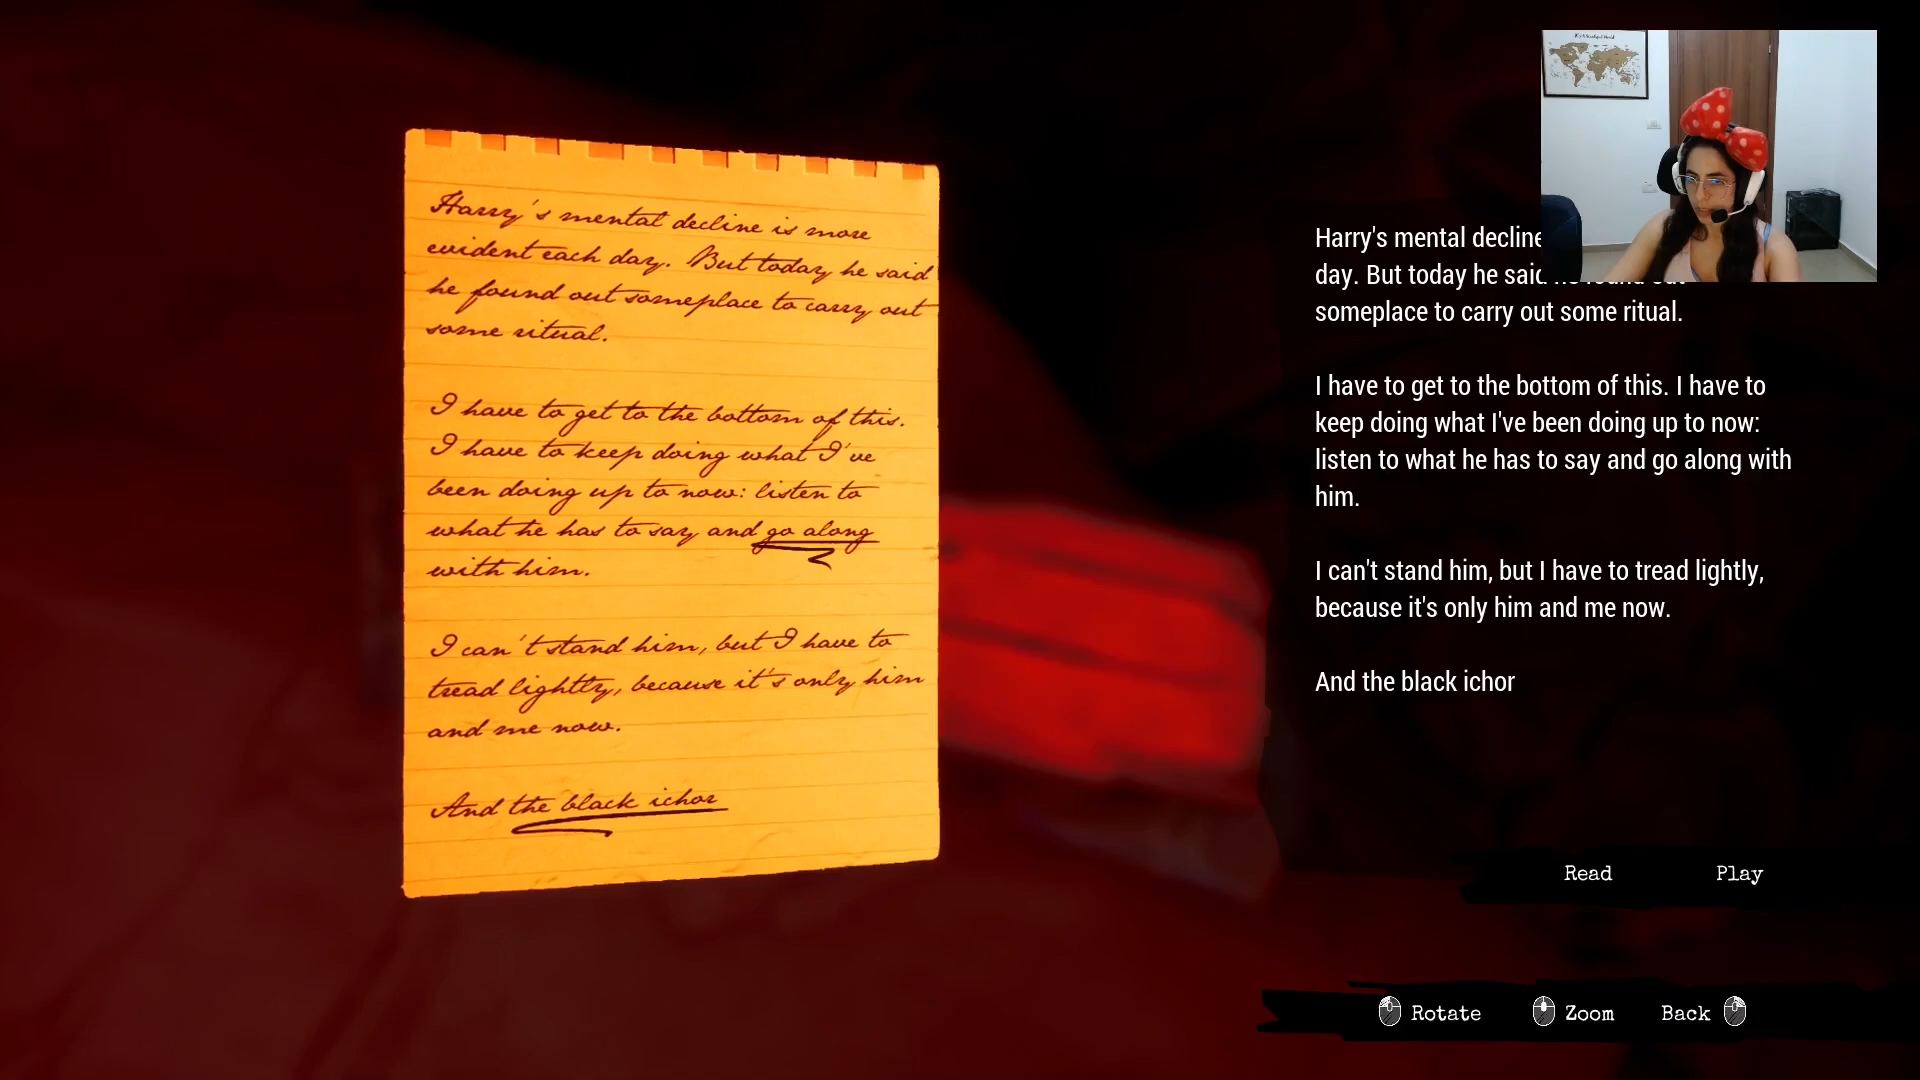 Harry's mental decline is more
evident each day. But today he said
he found out someplace to carry out
some ritual.
I have to get to the bottom of this.
I have to keep doing what I've
been doing up to now: listen to
what he has to say and go along
with him.
I can't stand him, but I have to
tread lightly, because it's only him
and me now.
And the black ichor
Harry's mental decline
day. But today he said he found out
someplace to carry out some ritual.
I have to get to the bottom of this. I have to
keep doing what I've been doing up to now:
listen to what he has to say and go along with
him.
I can't stand him, but I have to tread lightly,
because it's only him and me now.
And the black ichor
Read
Play
Rotate
Zoom
Back